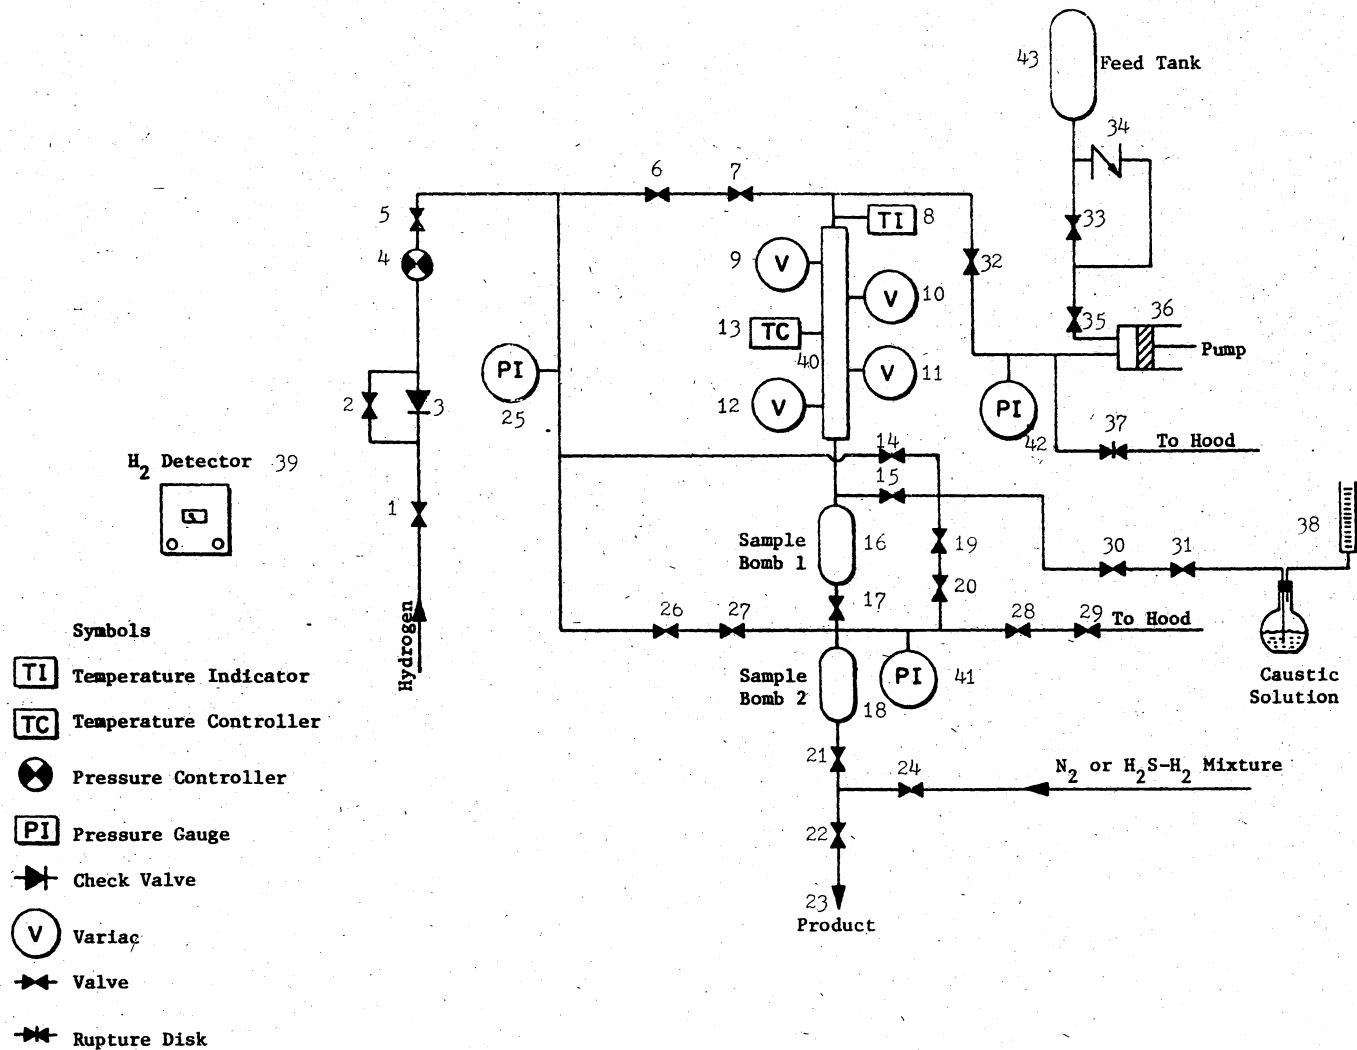 43
Feed Tank
34
6
7
5
TI
8
33
4
9
V
32
V
10
13
TC
35
36
40
Pump
PI
25
V
11
2
3
12
V
PI
42
37
To Hood
14
H2 Detector
39
15
1
38
Sample
Bomb 1
16
19
30
31
17
20
26
27
28
29
To Hood
Hydrogen
Symbols
TI
Temperature Indicator
Sample
Bomb 2
18
PI
41
Caustic
Solution
TC
Temperature Controller
21
24
N2 or H2S-H2 Mixture
Pressure Controller
PI
Pressure Gauge
22
Check Valve
23
Product
V
Variac
Valve
Rupture Disk